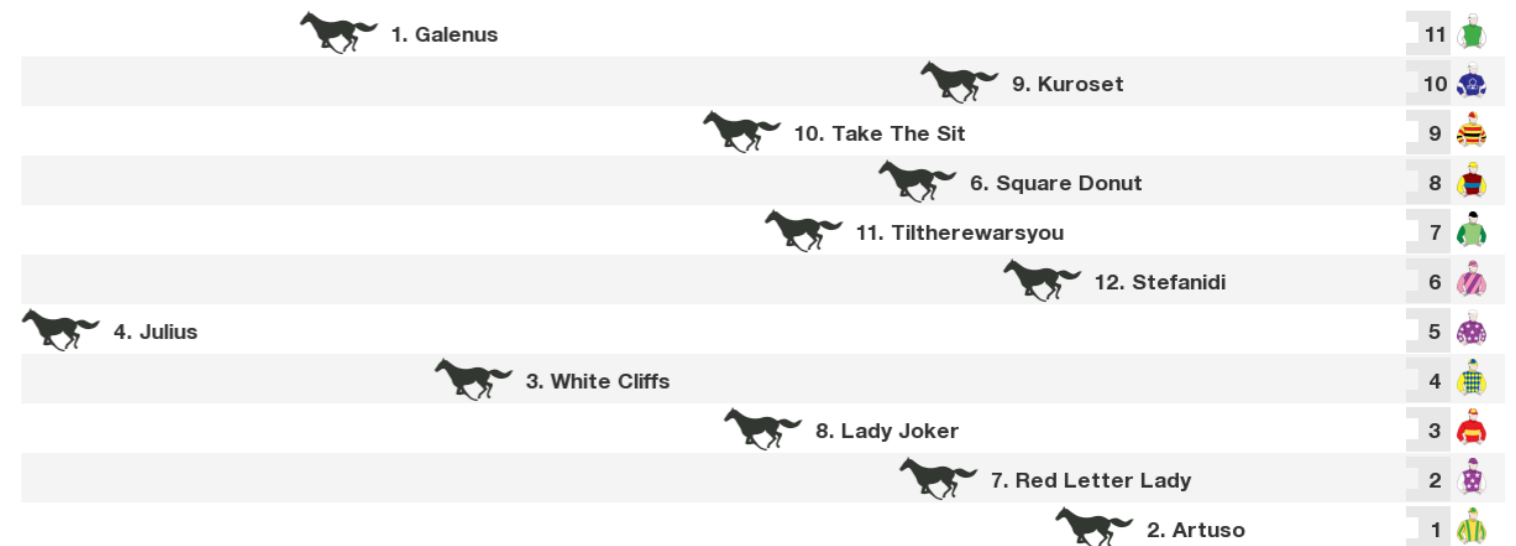 1. Galenus 11
9. Kuroset 10
10. Take The Sit 9
6. Square Donut 8
11. Tiltherewarsyou 7
12. Stefanidi 6
4. Julius 5
3. White Cliffs 4
8. Lady Joker 3
7. Red Letter Lady 2
2. Artuso 1